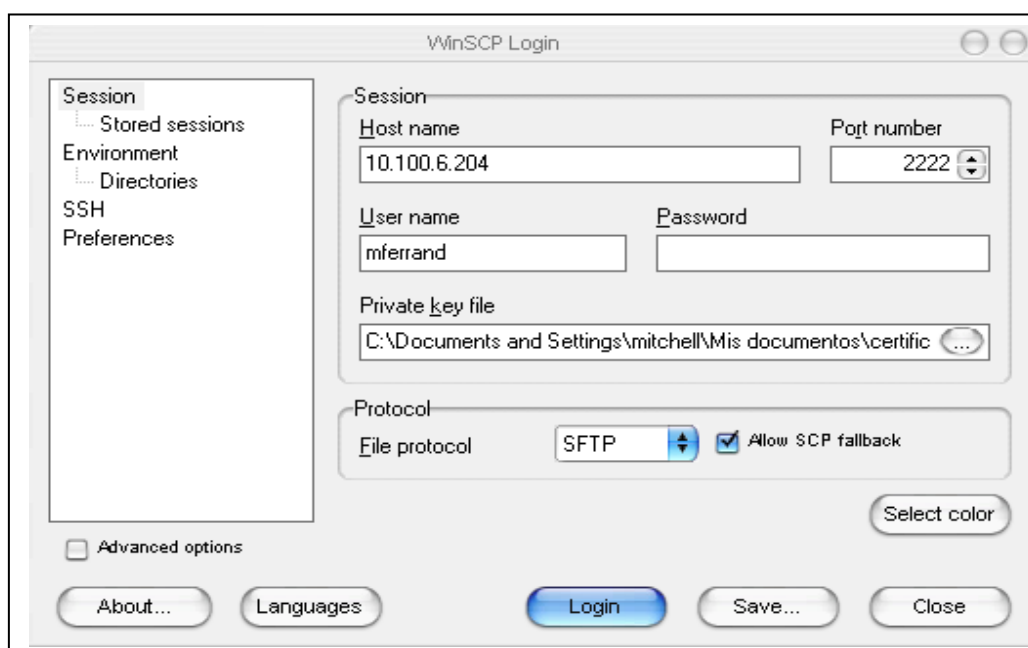 WinSCP Login
Session
Stored sessions
Environment
Directories
SSH
Preferences
Advanced options
Session
Host name
Port number
10.100.6.204
2222
User name
Password
mferrand
Private key file
C:\Documents and Settings\mitchell\Mis documentos\certific
...
Protocol
File protocol
SFTP
Allow SCP fallback
Select color
About...
Languages
Login
Save...
Close